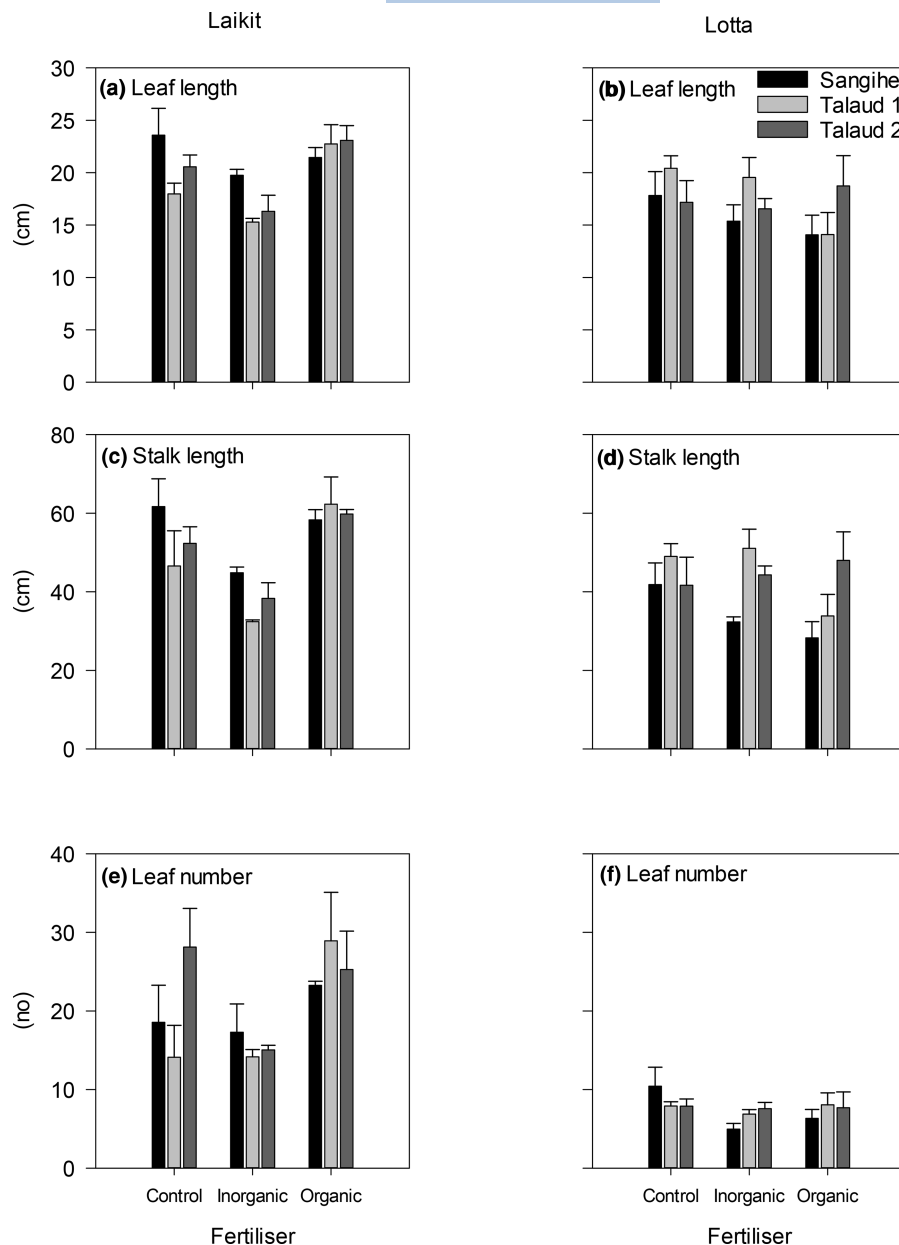 Laikit
Lotta
30
25
20
15
10
5
0
(cm)
(a) Leaf length
(b) Leaf length
Sangihe
Talaud 1
Talaud 2
80
60
40
20
0
(cm)
(c) Stalk length
(d) Stalk length
40
30
20
10
0
(no)
(e) Leaf number
(f) Leaf number
Control Inorganic Organic
Fertiliser
Control Inorganic Organic
Fertiliser